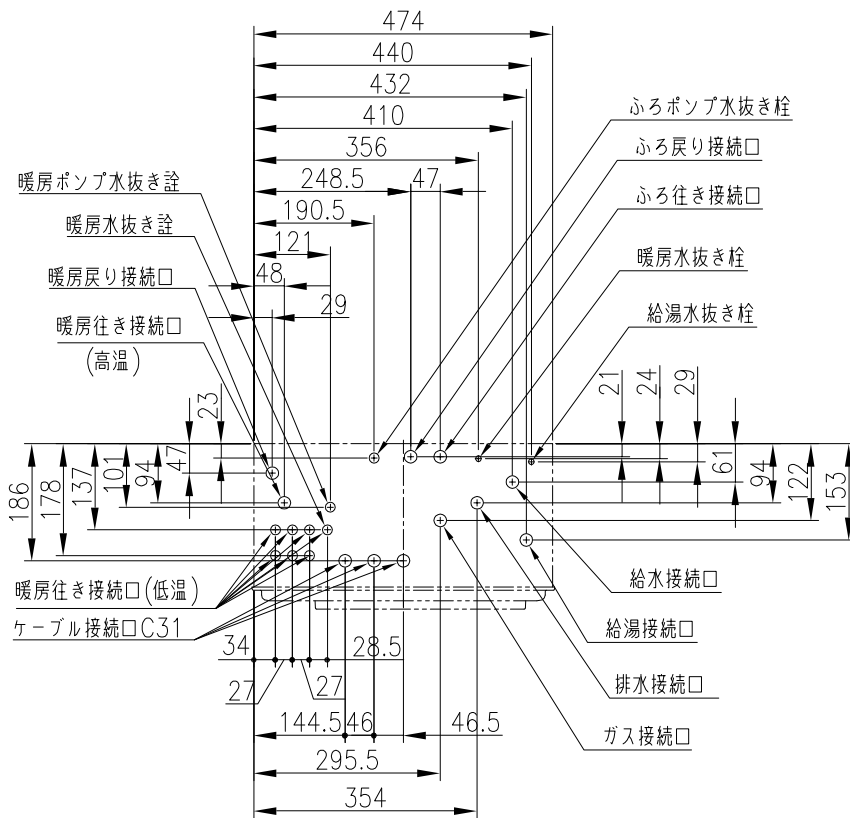 474
440
432
410
356
248.5
47
190.5
121
48
29
ふろポンプ水抜き栓
ふろ戻り接続口
ふろ往き接続口
暖房水抜き栓
給湯水抜き栓
暖房ポンプ水抜き詮
暖房水抜き詮
暖房戻り接続口
暖房往き接続口
(高温)
23
47
101
94
137
178
186
21
24
29
61
94
122
153
暖房往き接続口(低温)
ケーブル接続口C31
給水接続口
給湯接続口
排水接続口
ガス接続口
34
28.5
27
27
144.5
46
46.5
295.5
354